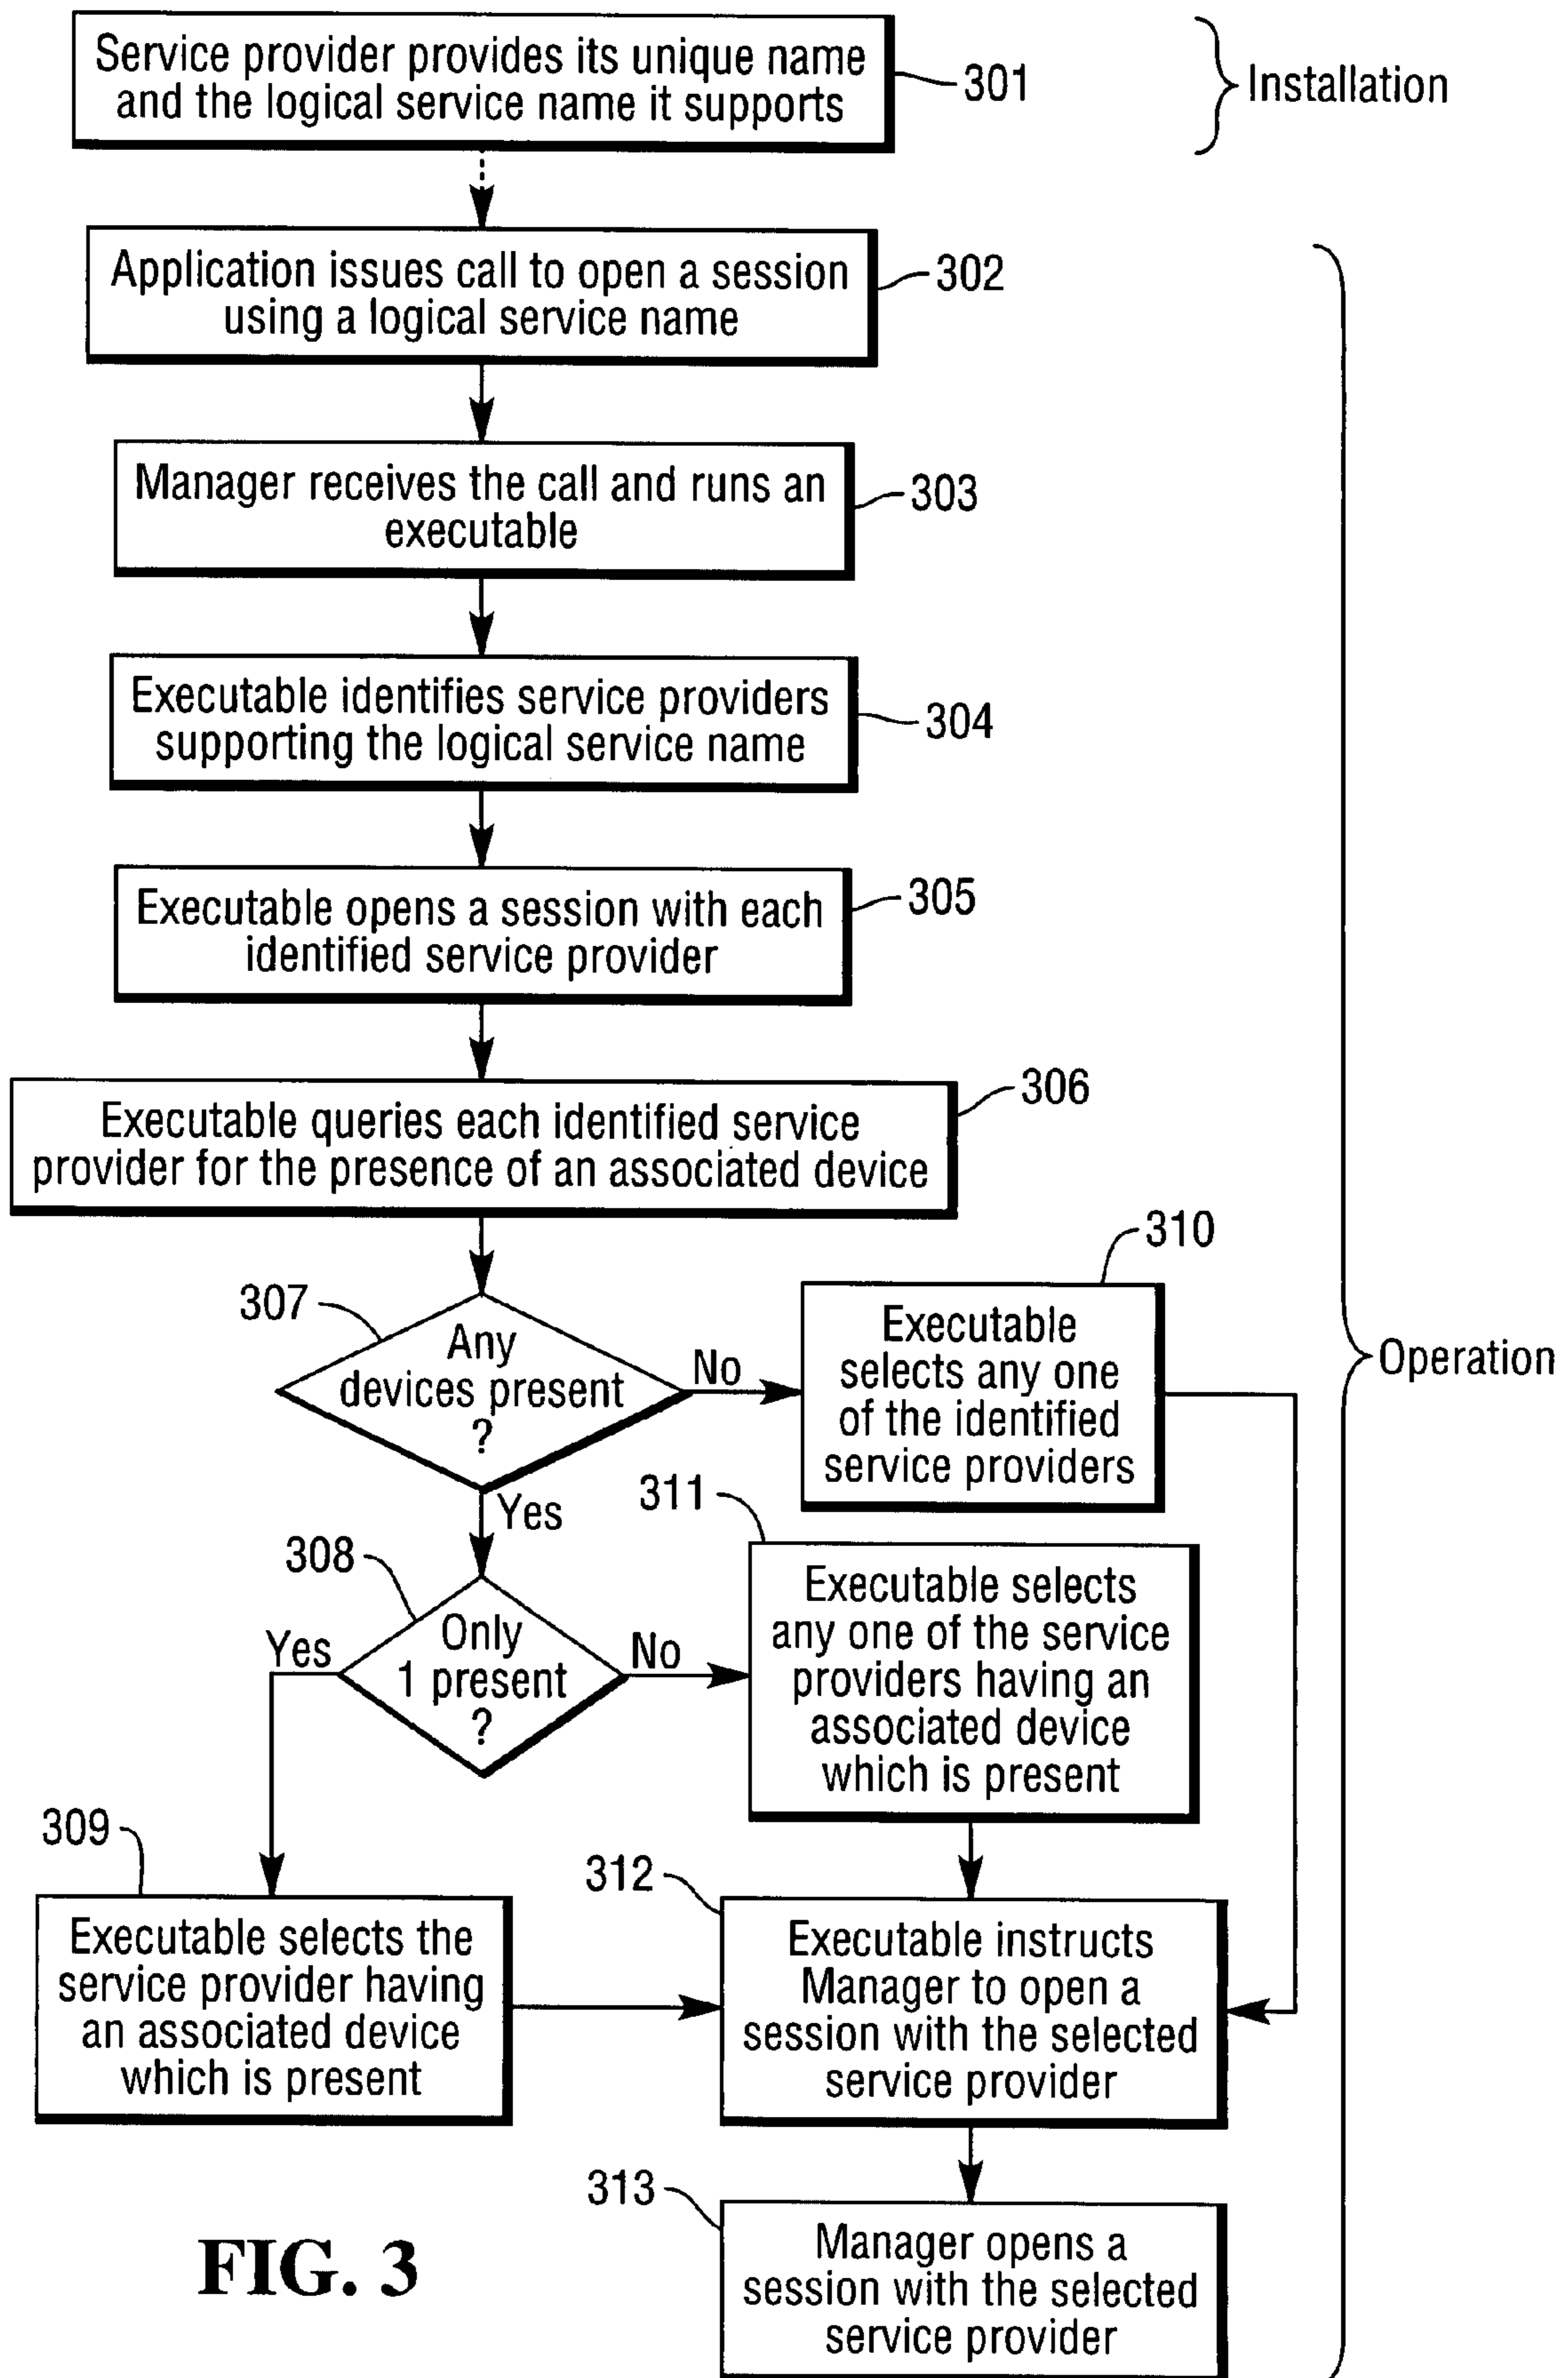 Service provider provides its unique name
and the logical service name it supports
301
Installation
Application issues call to open a session
using a logical service name
302
Manager receives the call and runs an
executable
303
Executable identifies service providers
supporting the logical service name
304
Executable opens a session with each
identified service provider
305
Executable queries each identified service
provider for the presence of an associated device
306
307
Any
devices present
?
No
Yes
310
Executable
selects any one
of the identified
service providers
Operation
308
Only
1 present
?
Yes
No
311
Executable selects
any one of the service
providers having an
associated device
which is present
309
Executable selects the
service provider having
an associated device
which is present
312
Executable instructs
Manager to open a
session with the selected
service provider
313
Manager opens a
session with the selected
service provider
FIG. 3